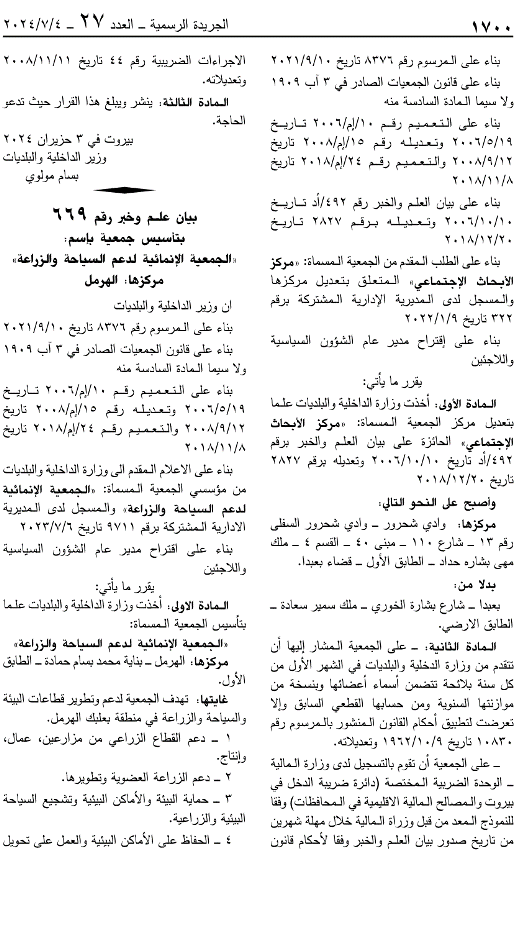 ١٧٠٠
الجريدة الرسمية – العدد ٢٧ – ٢٠٢٤/٧/٤
بناء على المرسوم رقم ٨٣٧٦ تاريخ ٢٠٢١/٩/١٠
بناء على قانون الجمعيات الصادر في ٣ آب ١٩٠٩
ولا سيما المادة السادسة منه
بناء على التعميم رقم ١٠/إم/٢٠٠٦ تاريخ
٢٠٠٦/٥/١٩ وتعديله رقم ١٥/إم/٢٠٠٨ تاريخ
٢٠٠٨/٩/١٢ والتعميم رقم ٢٤/إم/٢٠١٨ تاريخ
٢٠١٨/١١/٨
بناء على بيان العلم والخبر رقم ٤٩٢/أد تاريخ
٢٠٠٦/١٠/١٠ وتعديله برقم ٢٨٢٧ تاريخ
٢٠١٨/١٢/٢٠
بناء على الطلب المقدم من الجمعية المسماة: «مركز
الأبحاث الإجتماعي» المتعلق بتعديل مركزها
والمسجل لدى المديرية الإدارية المشتركة برقم
٣٢٢ تاريخ ٢٠٢٢/١/٩
بناء على إقتراح مدير عام الشؤون السياسية
واللاجئين
يقرر ما يأتي:
المادة الأولى: أخذت وزارة الداخلية والبلديات علما
بتعديل مركز الجمعية المسماة: «مركز الأبحاث
الإجتماعي» الحائزة على بيان العلم والخبر برقم
٤٩٢/أد تاريخ ٢٠٠٦/١٠/١٠ وتعديله برقم ٢٨٢٧
تاريخ ٢٠١٨/١٢/٢٠
وأصبح على النحو التالي:
مركزها: وادي شحرور – وادي شحرور السفلى
رقم ١٣ – شارع ١١٠ – مبنى ٤٠ – القسم ٤ – ملك
مهى بشاره حداد – الطابق الأول – قضاء بعبدا.
بدلا من:
بعبدا – شارع بشارة الخوري – ملك سمير سعادة –
الطابق الارضي.
المادة الثانية: – على الجمعية المشار إليها أن
تتقدم من وزارة الدخلية والبلديات في الشهر الأول من
كل سنة بلائحة تتضمن أسماء أعضائها وبنسخة من
موازنتها السنوية ومن حسابها القطعي السابق وإلا
تعرضت لتطبيق أحكام القانون المنشور بالمرسوم رقم
١٠٨٣٠ تاريخ ١٩٦٢/١٠/٩ وتعديلاته.
– على الجمعية أن تقوم بالتسجيل لدى وزارة المالية
– الوحدة الضريبية المختصة (دائرة ضريبة الدخل في
بيروت والمصالح المالية الاقليمية في المحافظات) وفقا
للنموذج المعد من قبل وزراة المالية خلال مهلة شهرين
من تاريخ صدور بيان العلم والخبر وفقا لأحكام قانون
الاجراءات الضريبية رقم ٤٤ تاريخ ٢٠٠٨/١١/١١
وتعديلاته.
المادة الثالثة: ينشر ويبلغ هذا القرار حيث تدعو
الحاجة.
بيروت في ٣ حزيران ٢٠٢٤
وزير الداخلية والبلديات
بسام مولوي
بيان علم وخبر رقم ٦٦٩
بتأسيس جمعية بإسم:
«الجمعية الإنمائية لدعم السياحة والزراعة»
مركزها: الهرمل
ان وزير الداخلية والبلديات
بناء على المرسوم رقم ٨٣٧٦ تاريخ ٢٠٢١/٩/١٠
بناء على قانون الجمعيات الصادر في ٣ آب ١٩٠٩
ولا سيما المادة السادسة منه
بناء على التعميم رقم ١٠/إم/٢٠٠٦ تاريخ
٢٠٠٦/٥/١٩ وتعديله رقم ١٥/إم/٢٠٠٨ تاريخ
٢٠٠٨/٩/١٢ والتعميم رقم ٢٤/إم/٢٠١٨ تاريخ
٢٠١٨/١١/٨
بناء على الاعلام المقدم الى وزارة الداخلية والبلديات
من مؤسسي الجمعية المسماة: «الجمعية الإنمائية
لدعم السياحة والزراعة» والمسجل لدى المديرية
الادارية المشتركة برقم ٩٧١١ تاريخ ٢٠٢٣/٧/٦
بناء على اقتراح مدير عام الشؤون السياسية
واللاجئين
يقرر ما يأتي:
المادة الاولى: أخذت وزارة الداخلية والبلديات علما
بتأسيس الجمعية المسماة:
«الجمعية الإنمائية لدعم السياحة والزراعة»
مركزها: الهرمل – بناية محمد بسام حمادة – الطابق
الأول.
غايتها: تهدف الجمعية لدعم وتطوير قطاعات البيئة
والسياحة والزراعة في منطقة بعلبك الهرمل.
١ – دعم القطاع الزراعي من مزارعين، عمال،
وإنتاج.
٢ – دعم الزراعة العضوية وتطويرها.
٣ – حماية البيئة والأماكن البيئية وتشجيع السياحة
البيئية والزراعية.
٤ – الحفاظ على الأماكن البيئية والعمل على تحويل